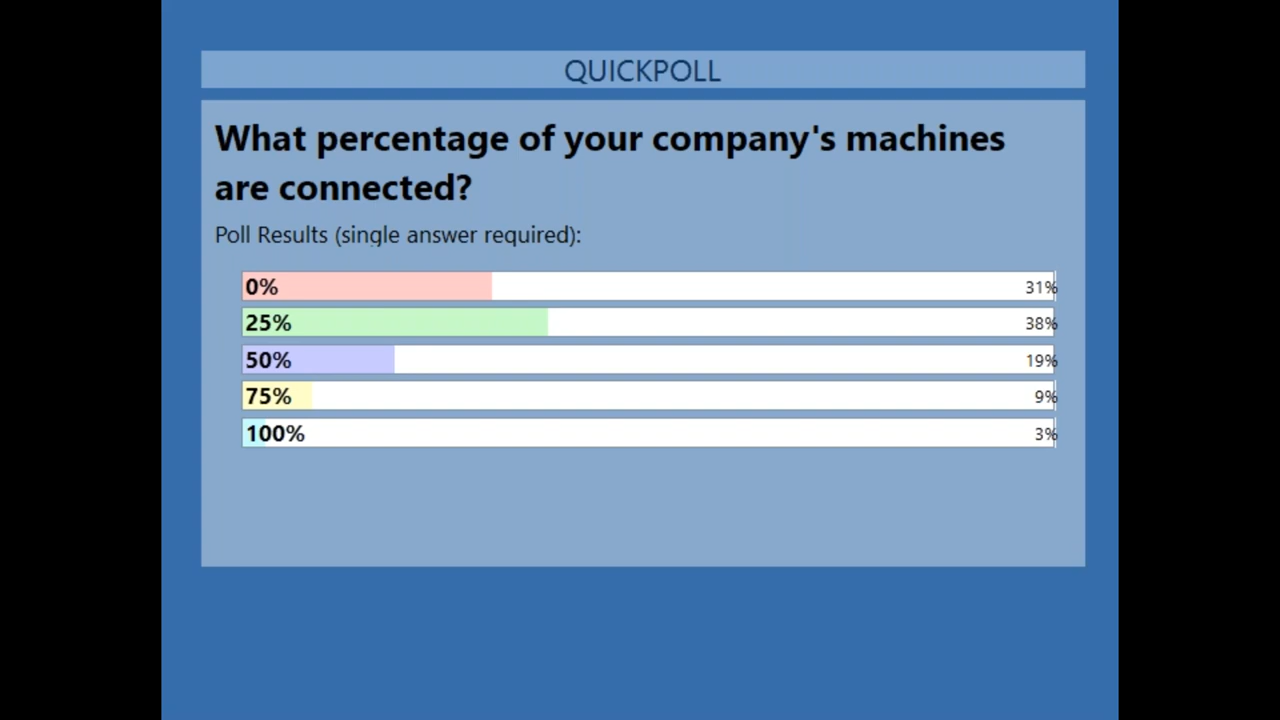 QUICKPOLL
What percentage of your company's machines
are connected?
Poll Results (single answer required):
0% 31%
25% 38%
50% 19%
75% 9%
100% 3%